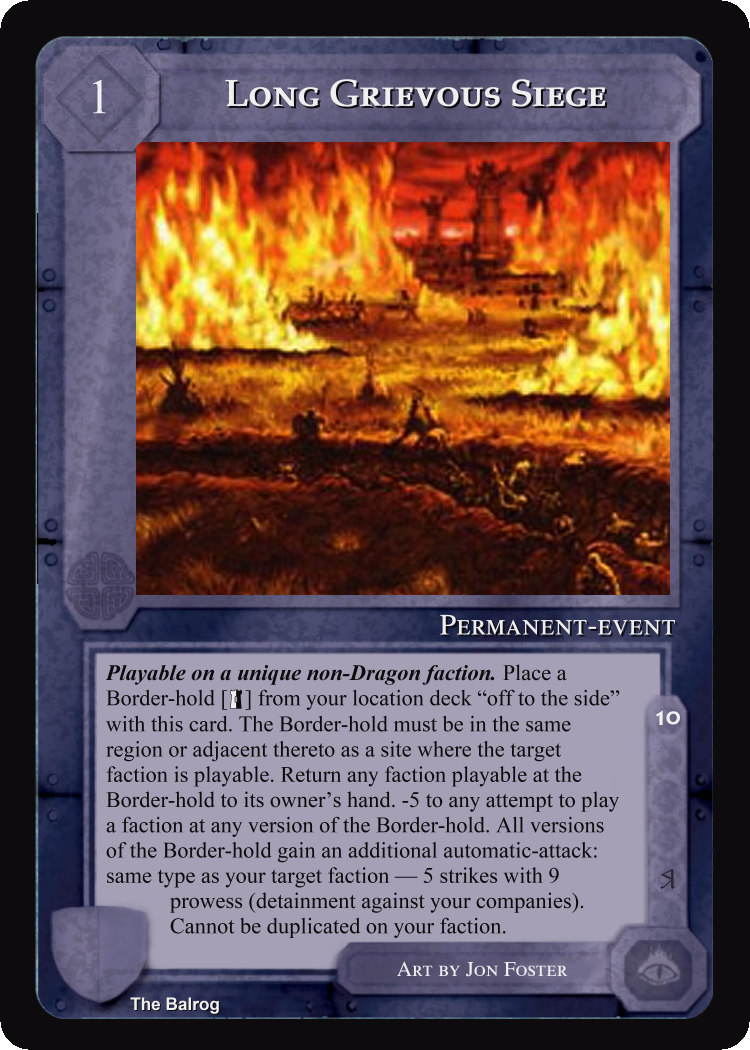 1
Long Grievous Siege
Permanent-event
Playable on a unique non-Dragon faction. Place a
Border-hold [ ] from your location deck “off to the side”
with this card. The Border-hold must be in the same
region or adjacent thereto as a site where the target
faction is playable. Return any faction playable at the
Border-hold to its owner’s hand. -5 to any attempt to play
a faction at any version of the Border-hold. All versions
of the Border-hold gain an additional automatic-attack:
same type as your target faction — 5 strikes with 9
prowess (detainment against your companies).
Cannot be duplicated on your faction.
10
Art by Jon Foster
The Balrog